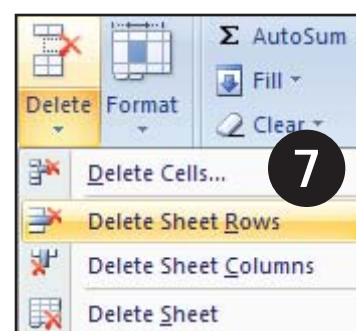 Σ AutoSum
Fill
Delete Format
Clear
7
Delete Cells...
Delete Sheet Rows
Delete Sheet Columns
Delete Sheet